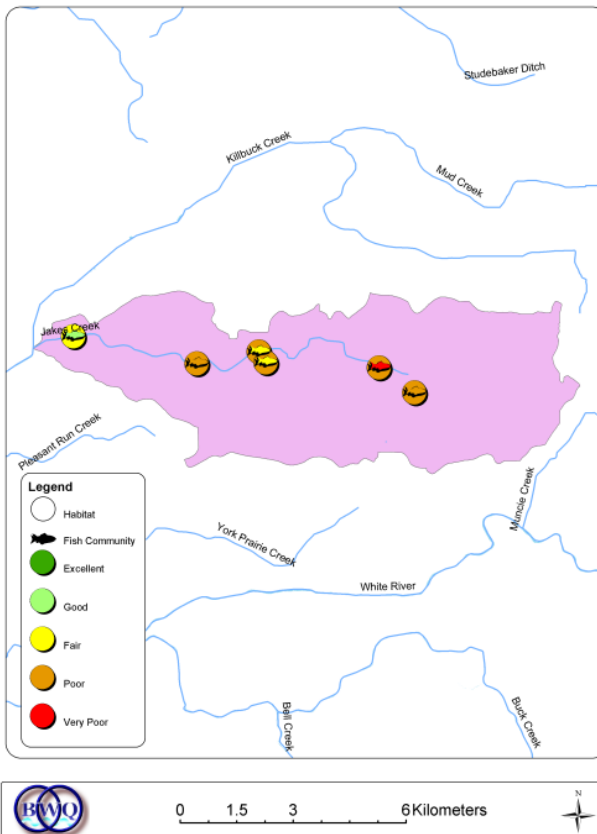 Studebaker Ditch
Killbuck Creek
Mud Creek
Jakes Creek
Pleasant Run Creek
Muncie Creek
York Prairie Creek
White River
Bell Creek
Buck Creek
Legend
Habitat
Fish Community
Excellent
Good
Fair
Poor
Very Poor
BWQ
0 1.5 3 6 Kilometers
N